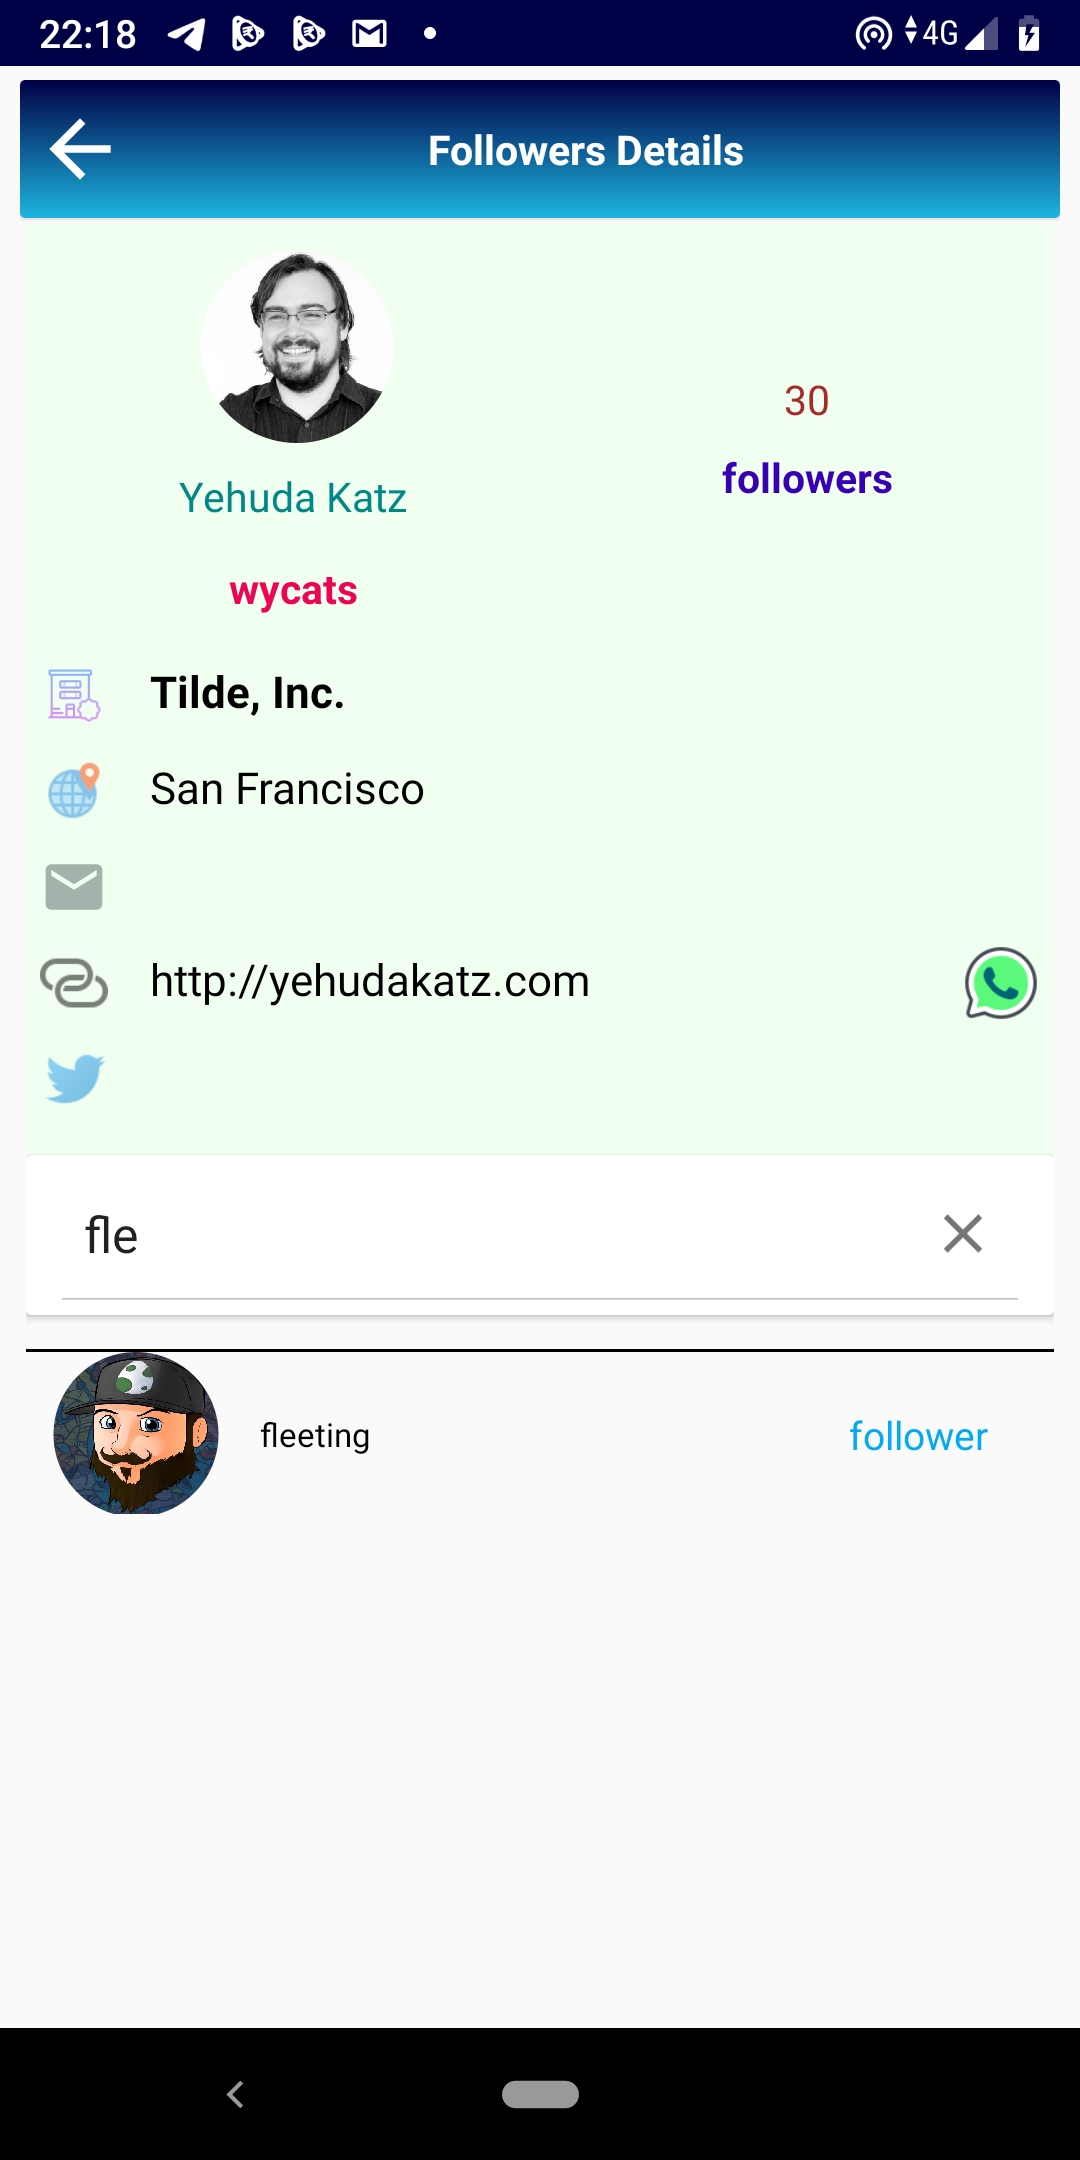 22:18
4G
Followers Details
30
followers
Yehuda Katz
wycats
Tilde, Inc.
San Francisco
http://yehudakatz.com
fle
fleeting
follower